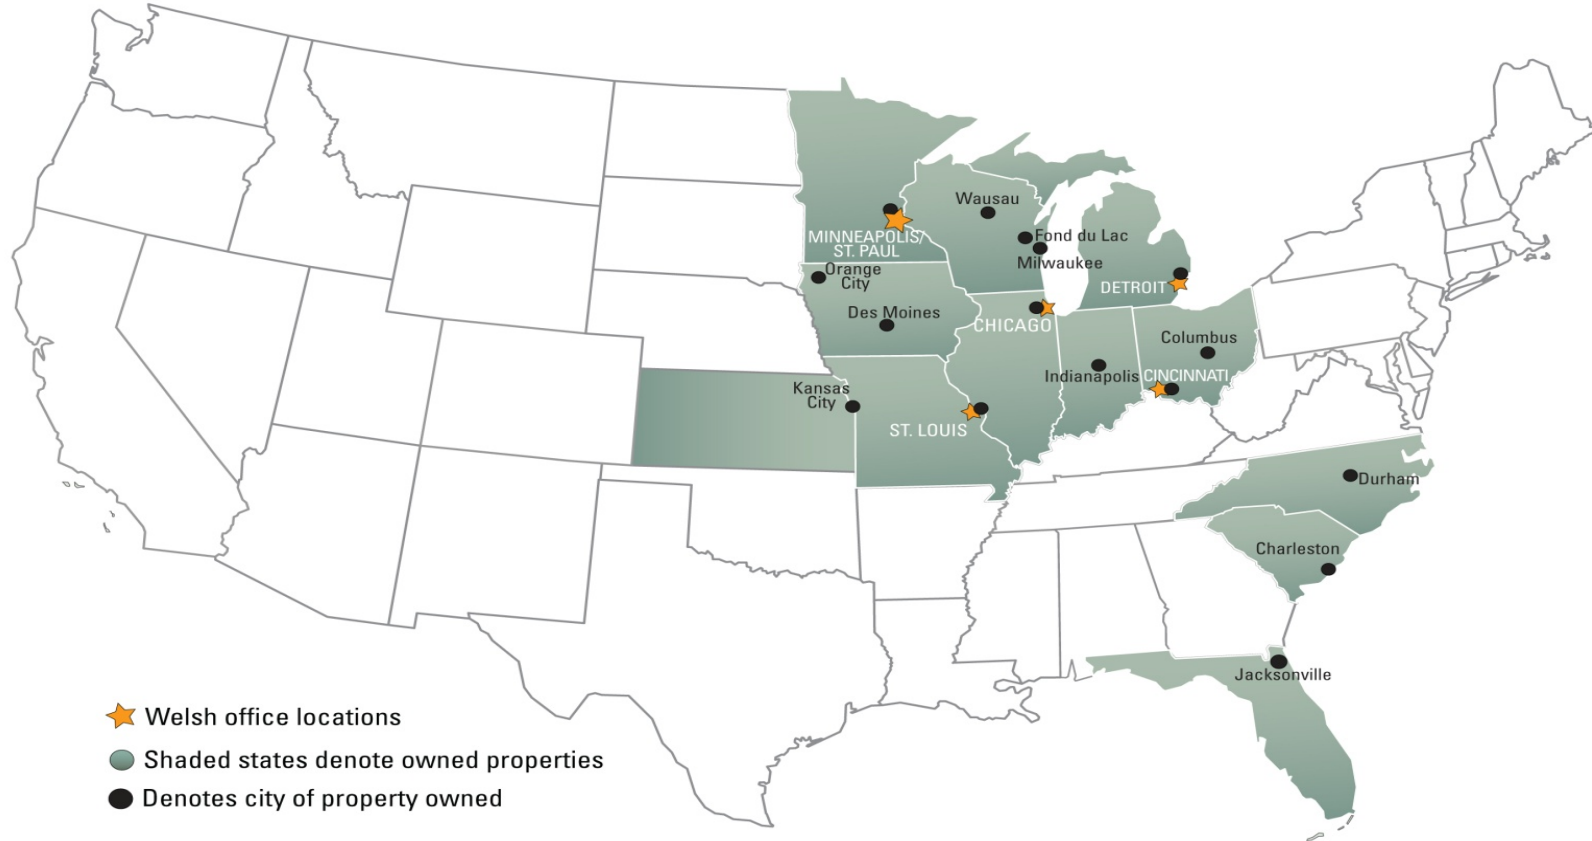 Wausau
Fond du Lac
MINNEAPOLIS/
ST. PAUL
Milwaukee
Orange
City
DETROIT
Des Moines
CHICAGO
Columbus
Indianapolis
CINCINNATI
Kansas
City
ST. LOUIS
Durham
Charleston
Jacksonville
Welsh office locations
Shaded states denote owned properties
Denotes city of property owned